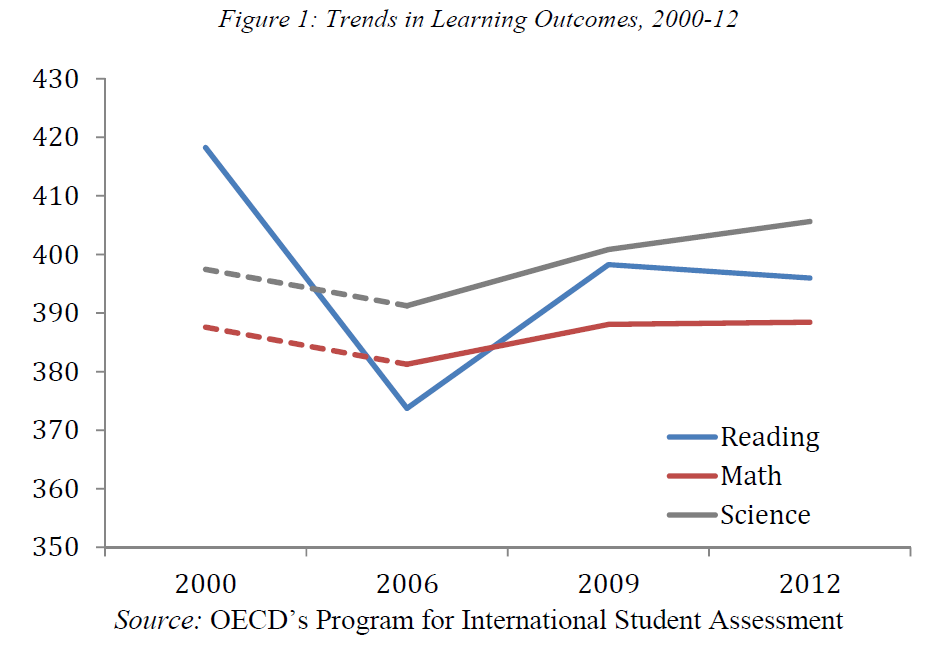 Figure 1: Trends in Learning Outcomes, 2000-12
430
420
410
400
390
380
370
360
350
Reading
Math
Science
2000 2006 2009 2012
Source: OECD's Program for International Student Assessment